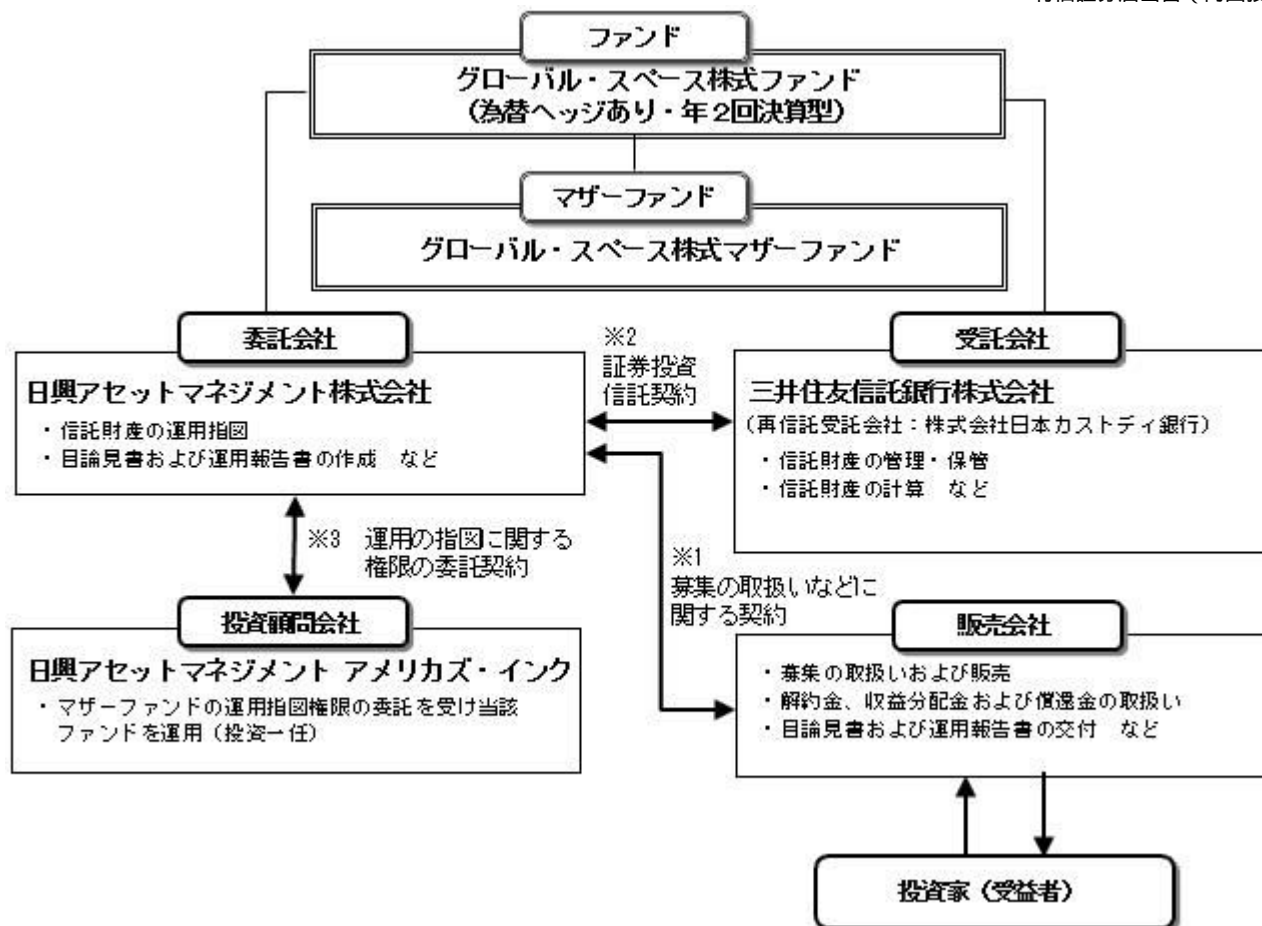 ファンド
グローバル・スペース株式ファンド
(為替ヘッジあり・年2回決算型)
マザーファンド
グローバル・スペース株式マザーファンド
委託会社
日興アセットマネジメント株式会社
・信託財産の運用指図
・目論見書および運用報告書の作成 など
※2
証券投資
信託契約
受託会社
三井住友信託銀行株式会社
(再信託受託会社:株式会社日本カストディ銀行)
・信託財産の管理・保管
・信託財産の計算 など
※3 運用の指図に関する
権限の委託契約
※1
募集の取扱いなどに
関する契約
投資顧問会社
日興アセットマネジメント アメリカズ・インク
・マザーファンドの運用指図権限の委託を受け当該
ファンドを運用(投資一任)
販売会社
・募集の取扱いおよび販売
・解約金、収益分配金および償還金の取扱い
・目論見書および運用報告書の交付 など
投資家(受益者)